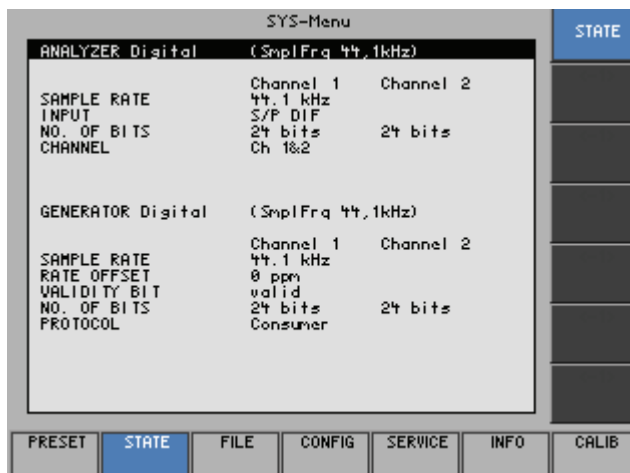 SYS-Menu
STATE
ANALYZER Digital (SmplFrq 44,1kHz)
Channel 1 Channel 2
SAMPLE RATE 44.1 kHz
INPUT S/P DIF
NO. OF BITS 24 bits 24 bits
CHANNEL Ch 1&2
GENERATOR Digital (SmplFrq 44,1kHz)
Channel 1 Channel 2
SAMPLE RATE 44.1 kHz
RATE OFFSET 0 ppm
VALIDITY BIT valid
NO. OF BITS 24 bits 24 bits
PROTOCOL Consumer
PRESET STATE FILE CONFIG SERVICE INFO CALIB